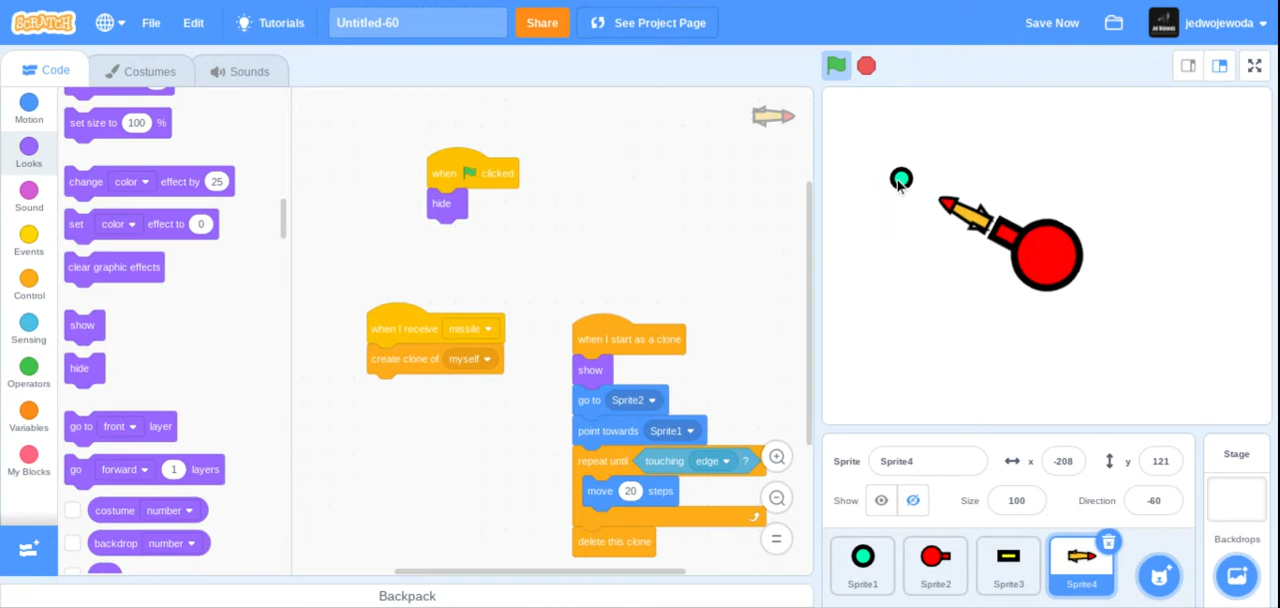 SCRATCH File Edit Tutorials Untitled-60 Share See Project Page Save Now jedwojewoda
Code Costumes Sounds
Motion
Looks
Sound
Events
Control
Sensing
Operators
Variables
My Blocks
set size to 100 %
change color effect by 25
set color effect to 0
clear graphic effects
show
hide
go to front layer
go forward 1 layers
costume number
backdrop number
when clicked
hide
when I receive missile
create clone of myself
when I start as a clone
show
go to Sprite2
point towards Sprite1
repeat until touching edge ?
move 20 steps
delete this clone
Backpack
Sprite Sprite4 x -208 y 121
Show Size 100 Direction -60
Sprite1 Sprite2 Sprite3 Sprite4
Stage
Backdrops